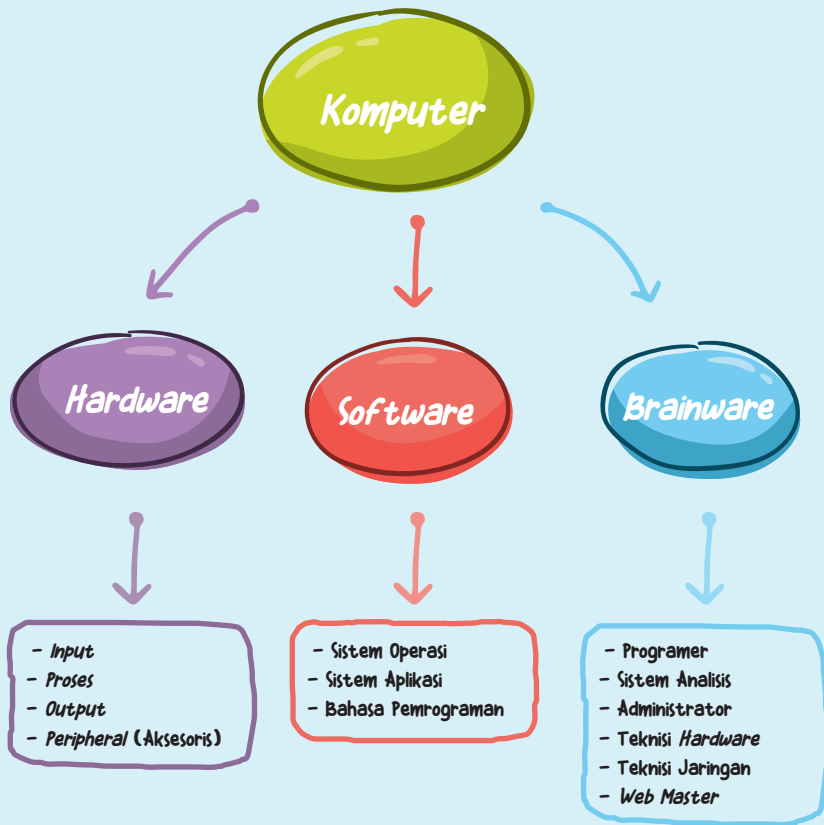 Komputer
Hardware
Software
Brainware
- Input
- Proses
- Output
- Peripheral (Aksesoris)
- Sistem Operasi
- Sistem Aplikasi
- Bahasa Pemrograman
- Programer
- Sistem Analisis
- Administrator
- Teknisi Hardware
- Teknisi Jaringan
- Web Master